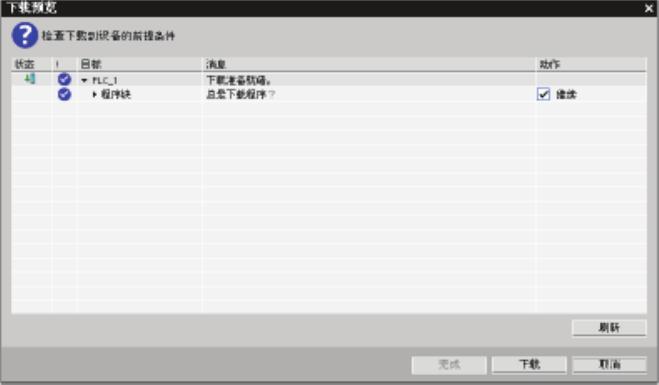 下载预览
检查下载到设备的前提条件
状态 ! 目标 消息 动作
PLC_1 下载准备就绪。
程序块 总是下载程序？ 继续
刷新
完成 下载 取消